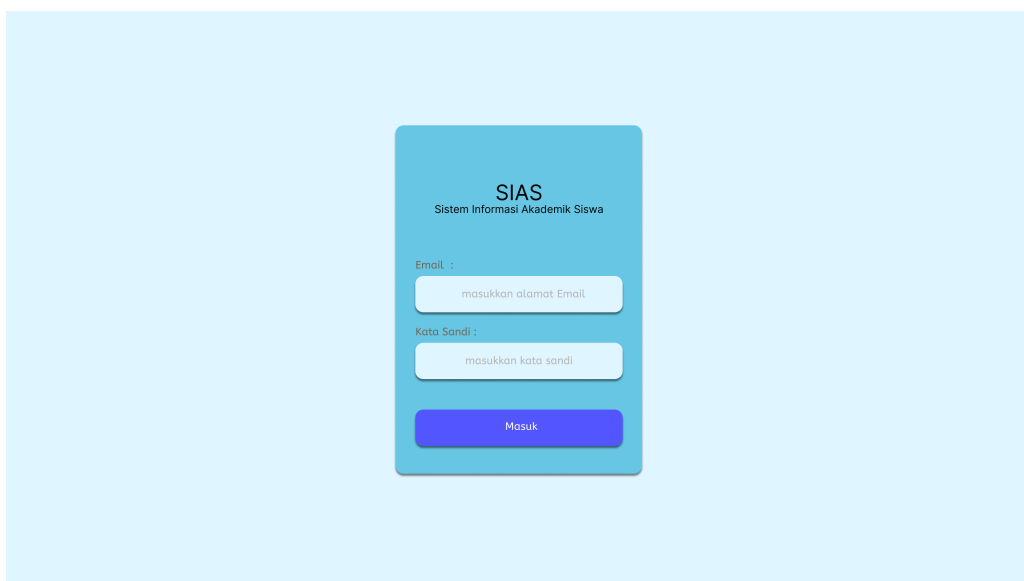 SIAS
Sistem Informasi Akademik Siswa
Email  :
masukkan alamat Email
Kata Sandi :
masukkan kata sandi
Masuk